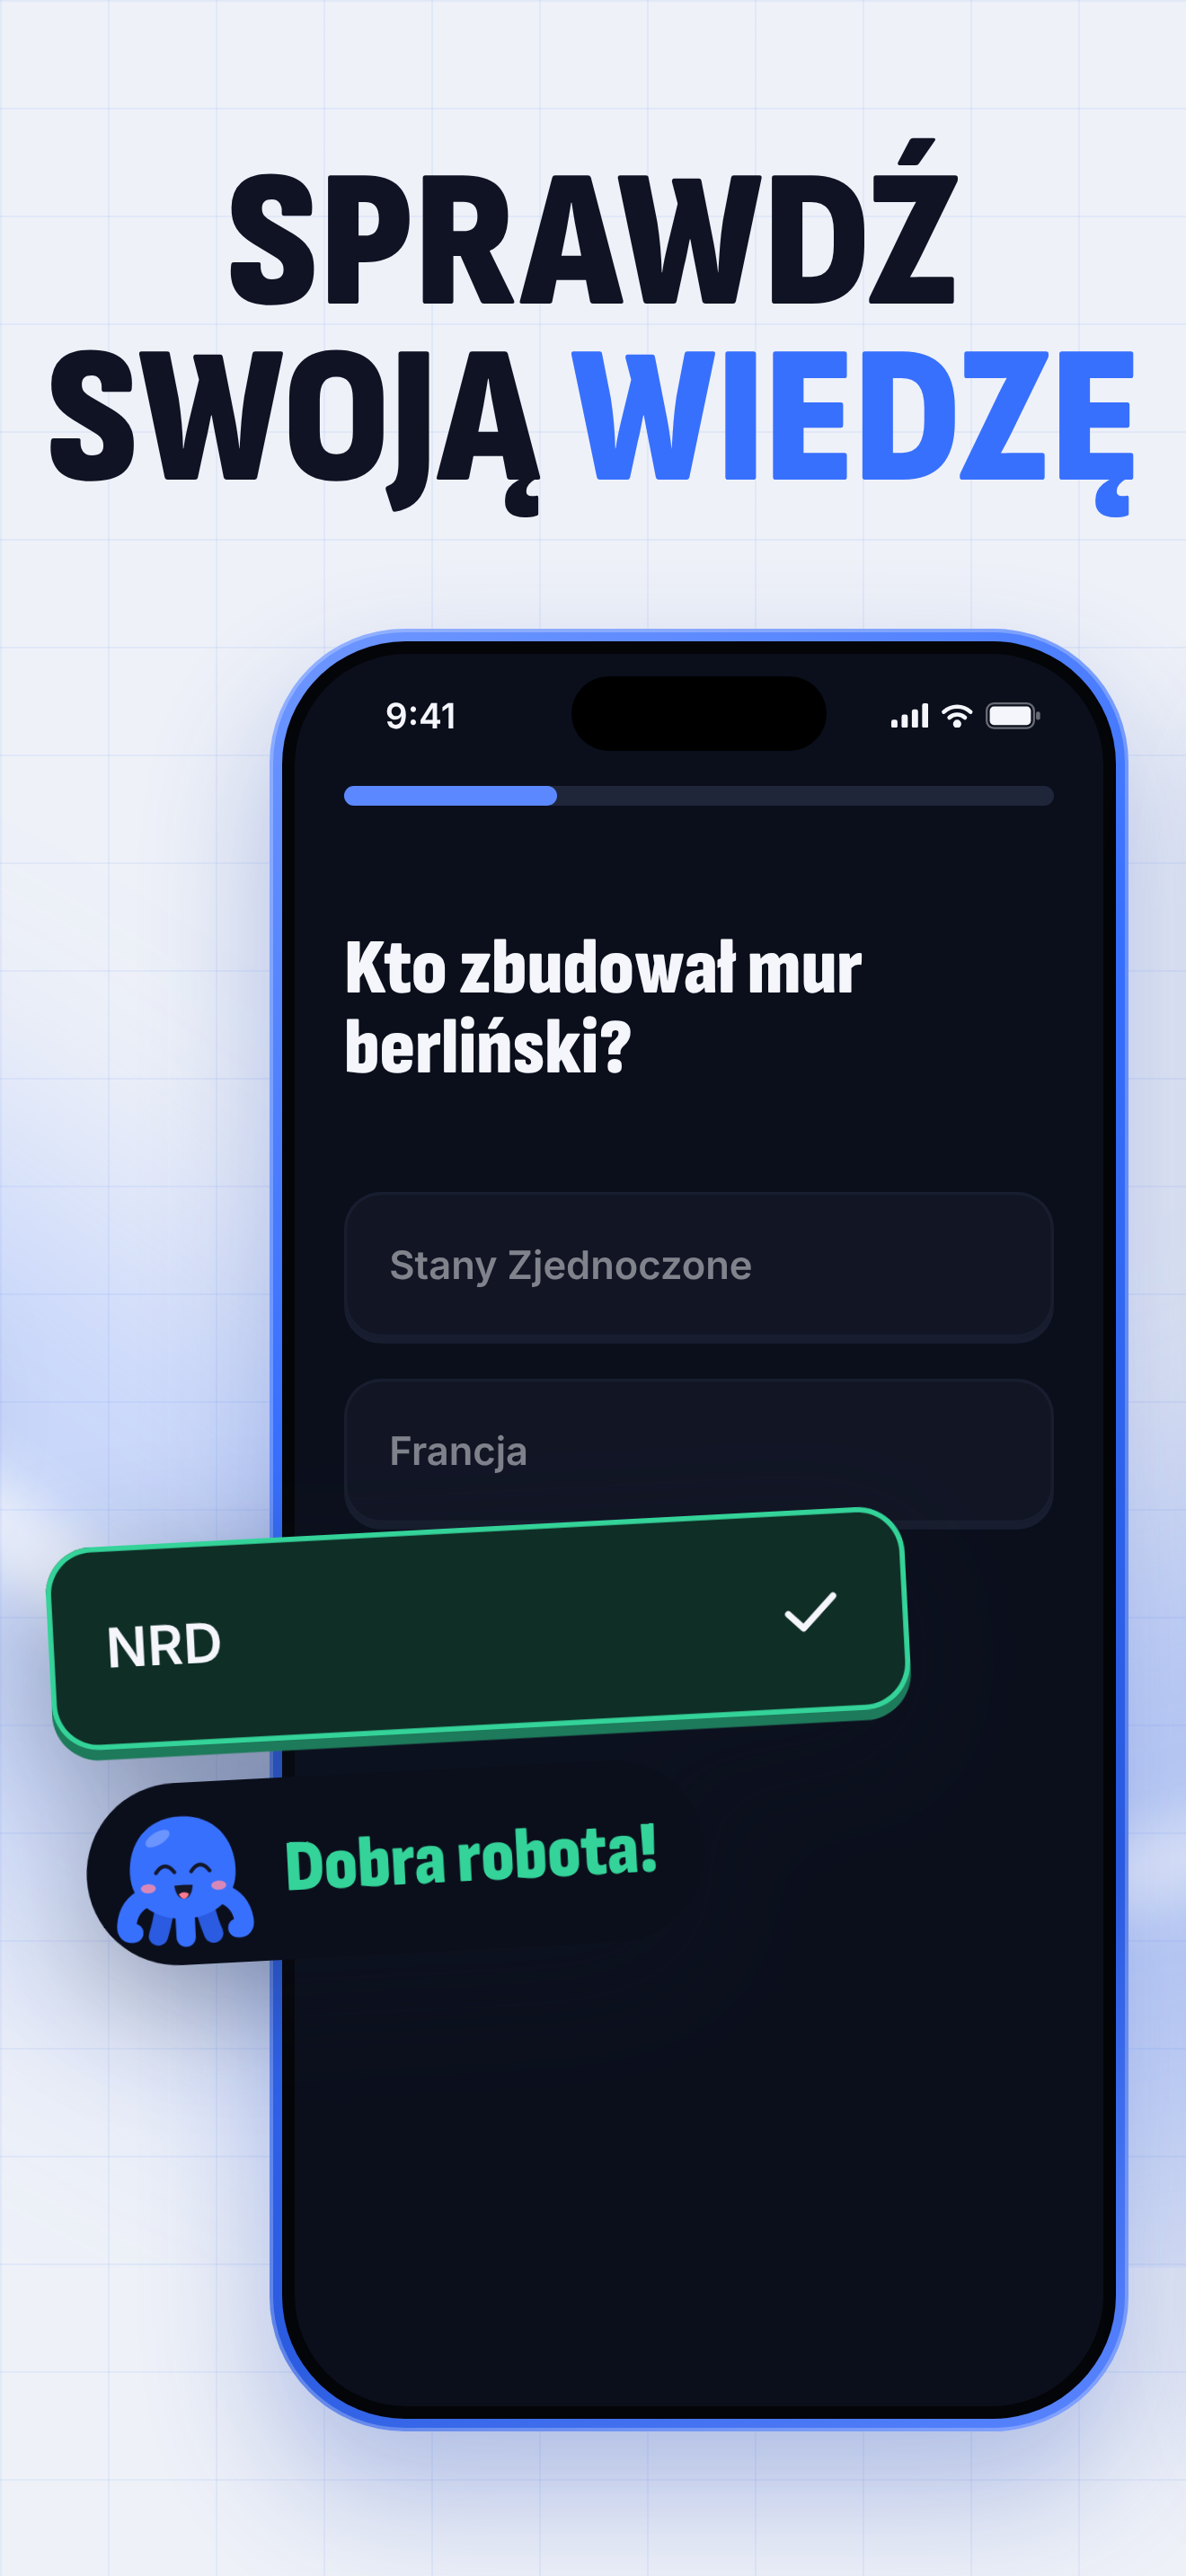 SPRAWDŹ
SWOJĄ WIEDZĘ
9:41
Kto zbudował mur
berliński?
Stany Zjednoczone
Francja
NRD
Dobra robota!